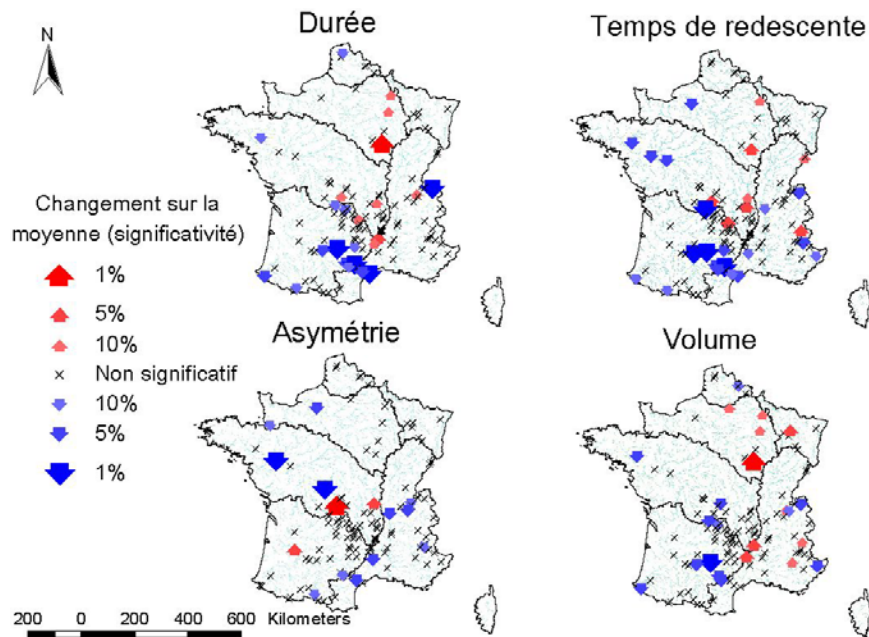 Durée
Temps de redescente
N
Changement sur la
moyenne (significativité)
1%
5%
10%
Non significatif
10%
5%
1%
Asymétrie
Volume
200 0 200 400 600 Kilometers